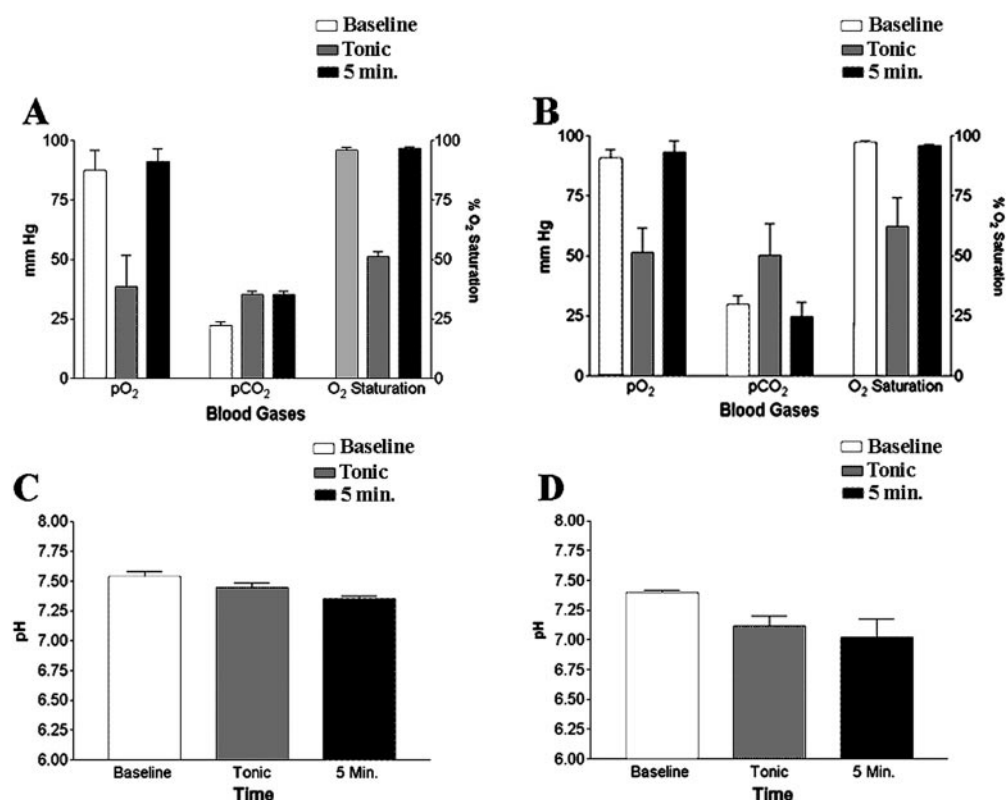 Baseline
Tonic
5 min.
A
100
75
50
25
0
mm Hg
100
75
50
25
0
% O₂ Saturation
pO₂
pCO₂
O₂ Staturation
Blood Gases
Baseline
Tonic
5 min.
B
100
75
50
25
0
mm Hg
100
75
50
25
0
% O₂ Saturation
pO₂
pCO₂
O₂ Saturation
Blood Gases
Baseline
Tonic
5 min.
C
8.00
7.75
7.50
7.25
7.00
6.75
6.50
6.25
6.00
pH
Baseline
Tonic
5 Min.
Time
Baseline
Tonic
5 min.
D
8.00
7.75
7.50
7.25
7.00
6.75
6.50
6.25
6.00
pH
Baseline
Tonic
5 Min.
Time